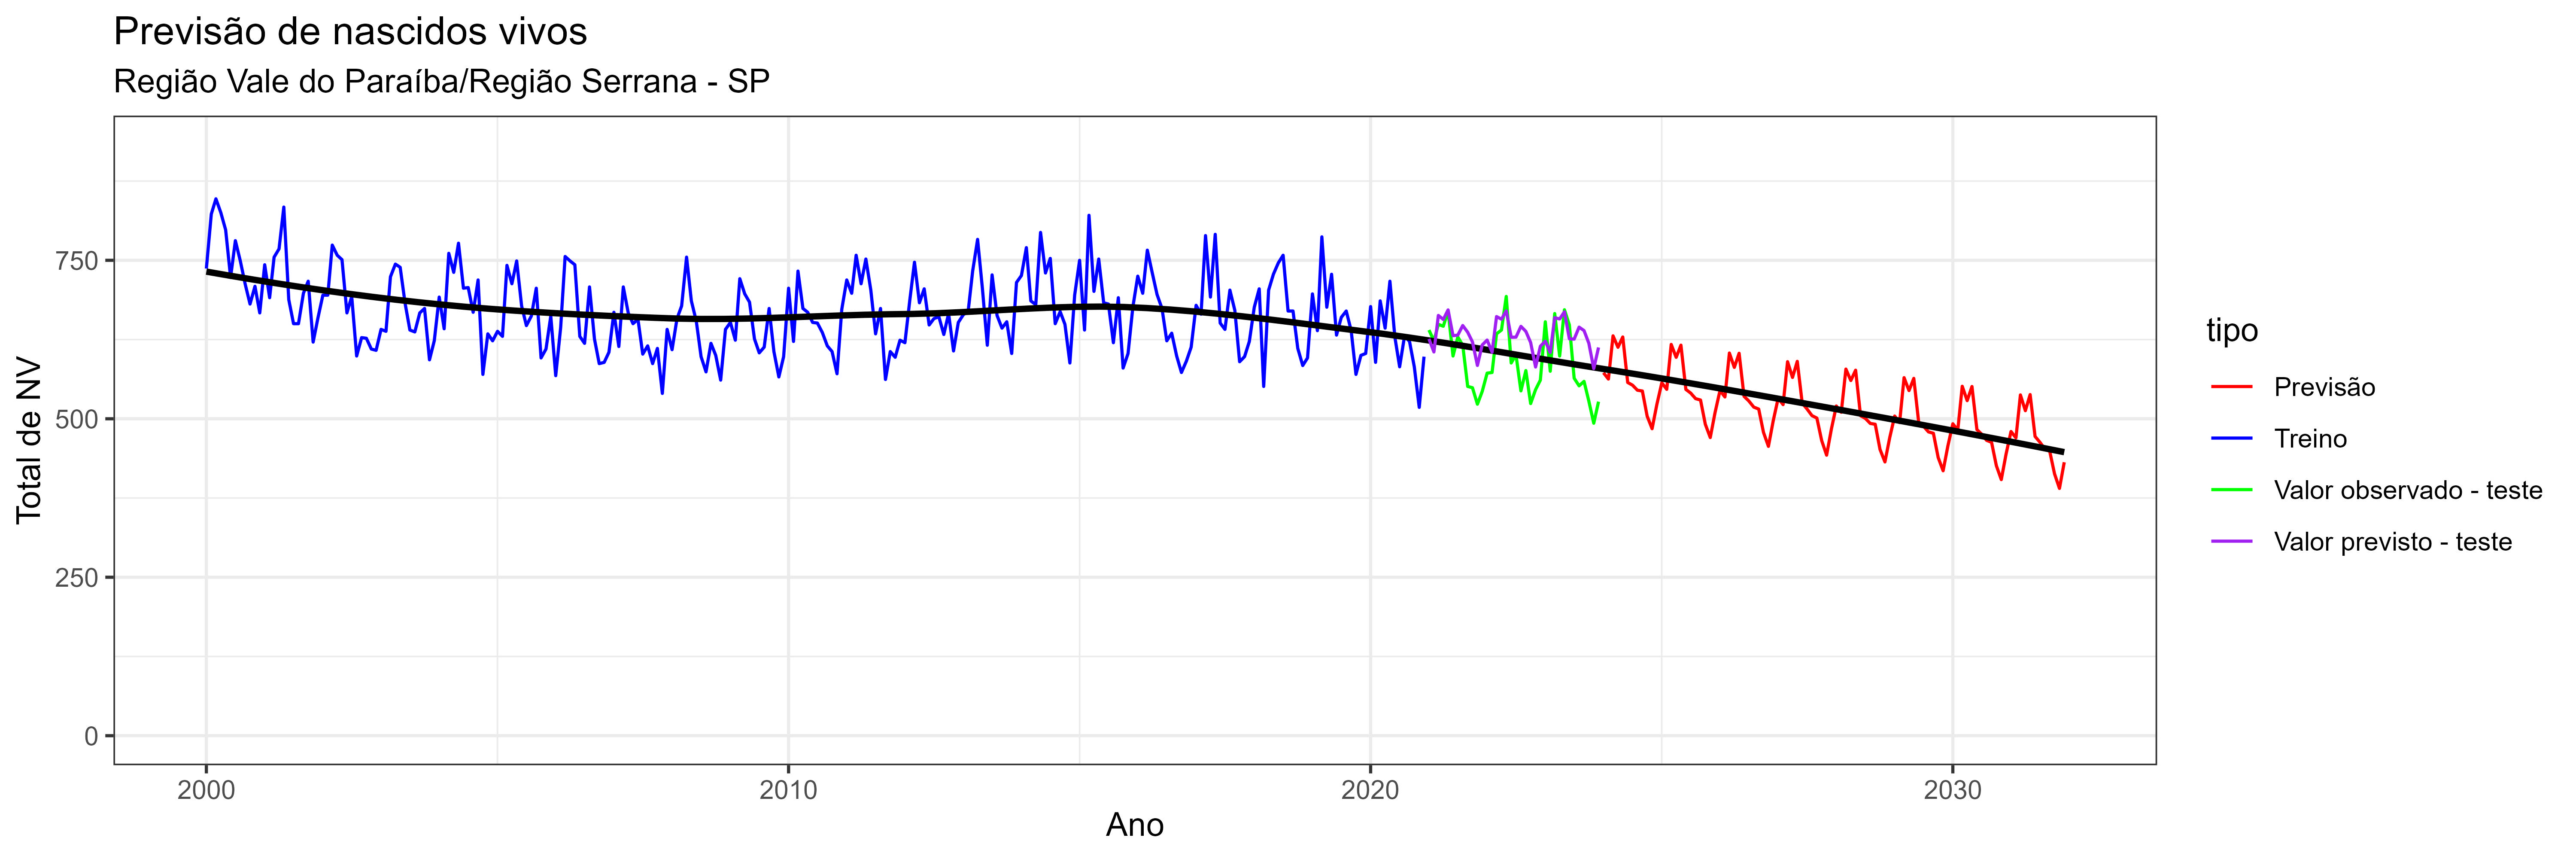 Previsão de nascidos vivos
Região Vale do Paraíba/Região Serrana - SP
Total de NV
750
500
250
0
2000
2010
2020
2030
Ano
tipo
Previsão
Treino
Valor observado - teste
Valor previsto - teste